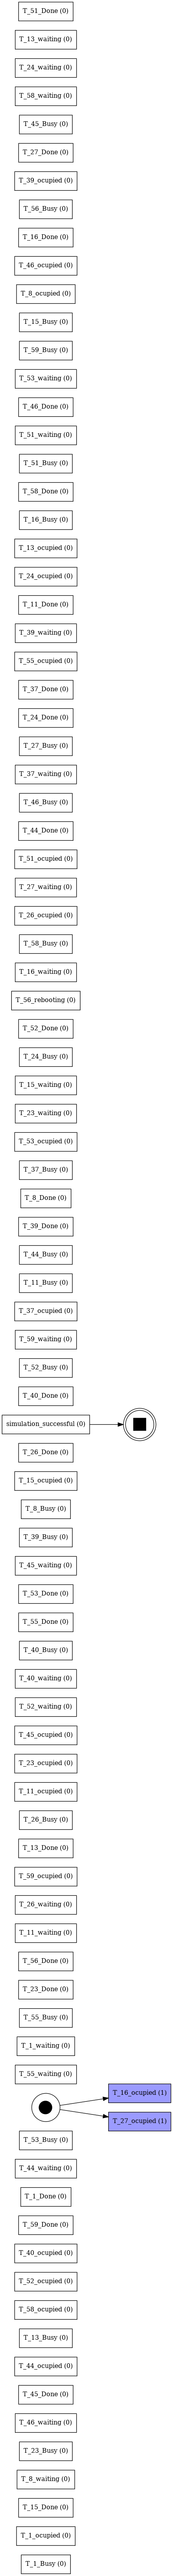 T_51_Done (0)
T_13_waiting (0)
T_24_waiting (0)
T_58_waiting (0)
T_45_Busy (0)
T_27_Done (0)
T_39_ocupied (0)
T_56_Busy (0)
T_16_Done (0)
T_46_ocupied (0)
T_8_ocupied (0)
T_15_Busy (0)
T_59_Busy (0)
T_53_waiting (0)
T_46_Done (0)
T_51_waiting (0)
T_51_Busy (0)
T_58_Done (0)
T_16_Busy (0)
T_13_ocupied (0)
T_24_ocupied (0)
T_11_Done (0)
T_39_waiting (0)
T_55_ocupied (0)
T_37_Done (0)
T_24_Done (0)
T_27_Busy (0)
T_37_waiting (0)
T_46_Busy (0)
T_44_Done (0)
T_51_ocupied (0)
T_27_waiting (0)
T_26_ocupied (0)
T_58_Busy (0)
T_16_waiting (0)
T_56_rebooting (0)
T_52_Done (0)
T_24_Busy (0)
T_15_waiting (0)
T_23_waiting (0)
T_53_ocupied (0)
T_37_Busy (0)
T_8_Done (0)
T_39_Done (0)
T_44_Busy (0)
T_11_Busy (0)
T_37_ocupied (0)
T_59_waiting (0)
T_52_Busy (0)
T_40_Done (0)
simulation_successful (0)
T_26_Done (0)
T_15_ocupied (0)
T_8_Busy (0)
T_39_Busy (0)
T_45_waiting (0)
T_53_Done (0)
T_55_Done (0)
T_40_Busy (0)
T_40_waiting (0)
T_52_waiting (0)
T_45_ocupied (0)
T_23_ocupied (0)
T_11_ocupied (0)
T_26_Busy (0)
T_13_Done (0)
T_59_ocupied (0)
T_26_waiting (0)
T_11_waiting (0)
T_56_Done (0)
T_23_Done (0)
T_55_Busy (0)
T_1_waiting (0)
T_55_waiting (0)
T_16_ocupied (1)
T_27_ocupied (1)
T_53_Busy (0)
T_44_waiting (0)
T_1_Done (0)
T_59_Done (0)
T_40_ocupied (0)
T_52_ocupied (0)
T_58_ocupied (0)
T_13_Busy (0)
T_44_ocupied (0)
T_45_Done (0)
T_46_waiting (0)
T_23_Busy (0)
T_8_waiting (0)
T_15_Done (0)
T_1_ocupied (0)
T_1_Busy (0)